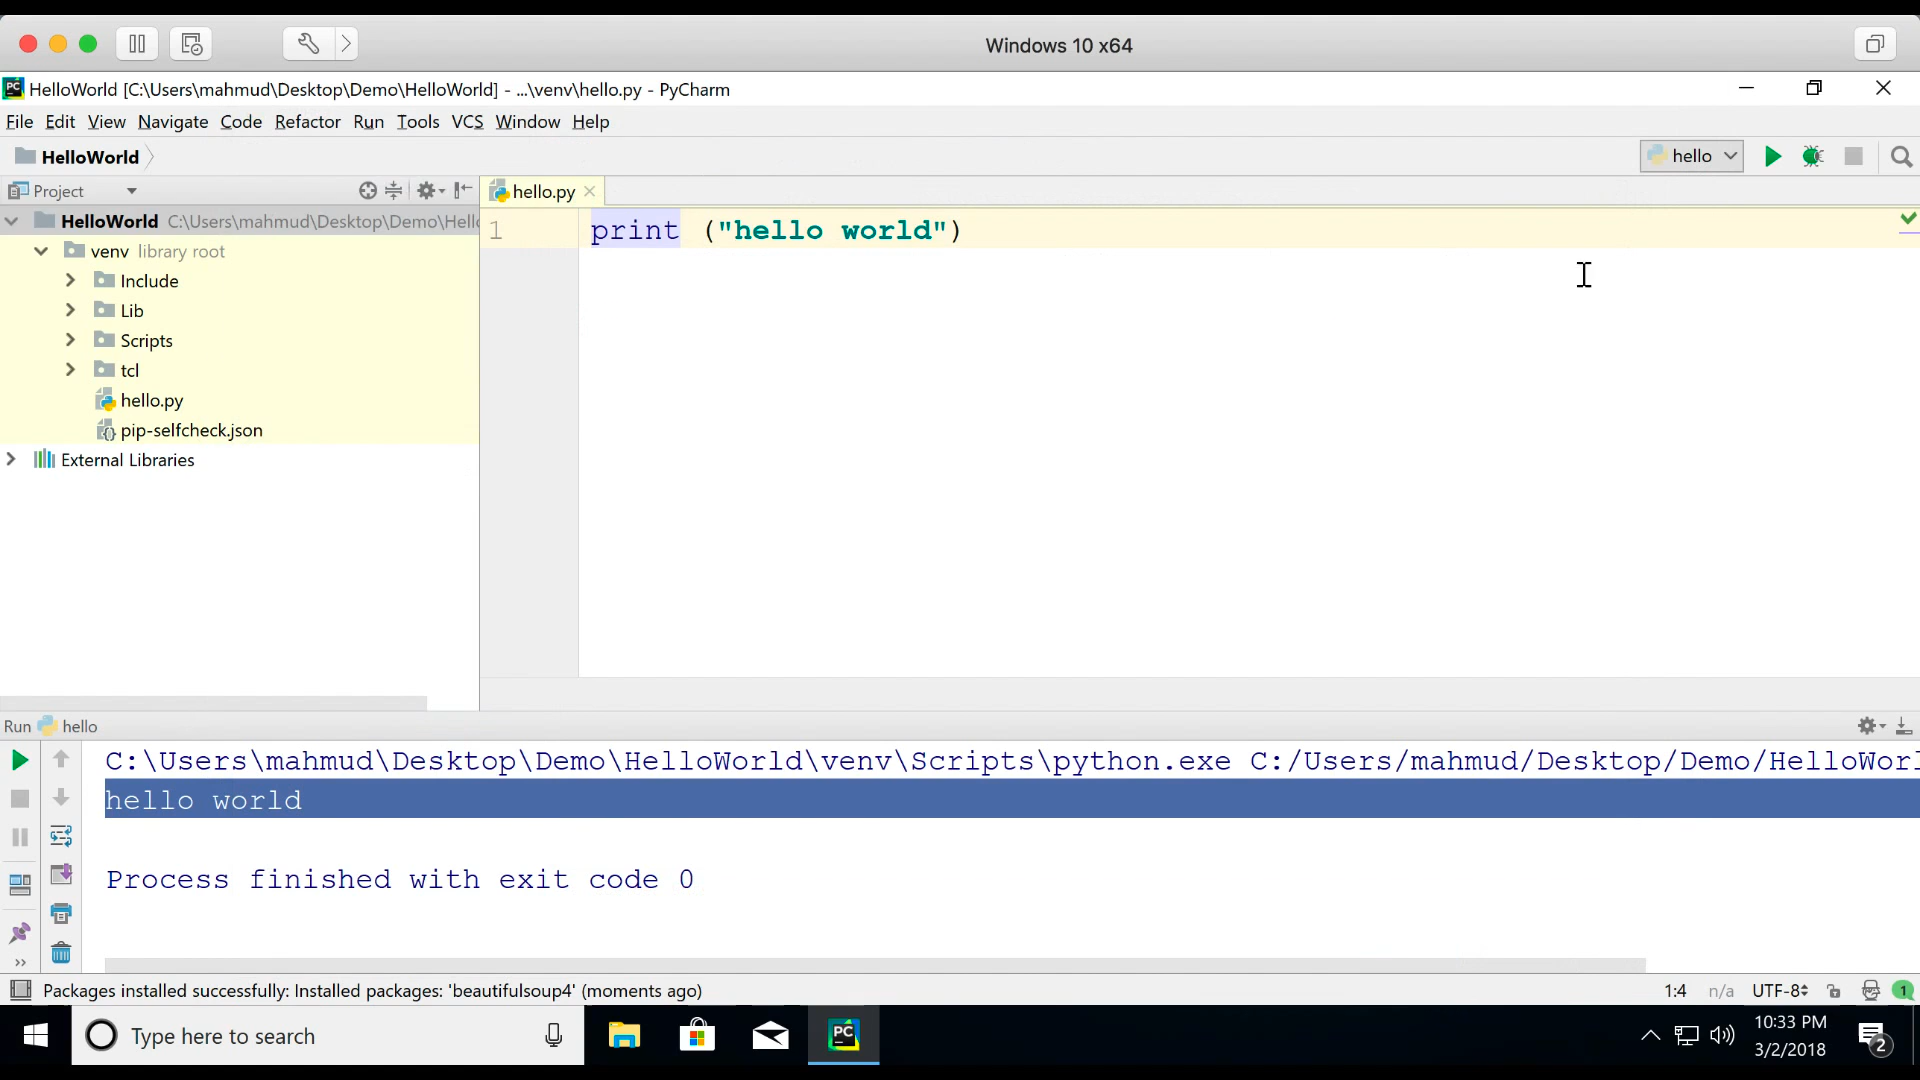 Windows 10 x64
HelloWorld [C:\Users\mahmud\Desktop\Demo\HelloWorld] - ...\venv\hello.py - PyCharm
File Edit View Navigate Code Refactor Run Tools VCS Window Help
HelloWorld
hello
Project
hello.py
HelloWorld C:\Users\mahmud\Desktop\Demo\Hell
1 print ("hello world")
venv library root
Include
Lib
Scripts
tcl
hello.py
pip-selfcheck.json
External Libraries
Run hello
C:\Users\mahmud\Desktop\Demo\HelloWorld\venv\Scripts\python.exe C:/Users/mahmud/Desktop/Demo/HelloWorl
hello world
Process finished with exit code 0
Packages installed successfully: Installed packages: 'beautifulsoup4' (moments ago)
1:4 n/a UTF-8 1
Type here to search
PC
10:33 PM
3/2/2018
2